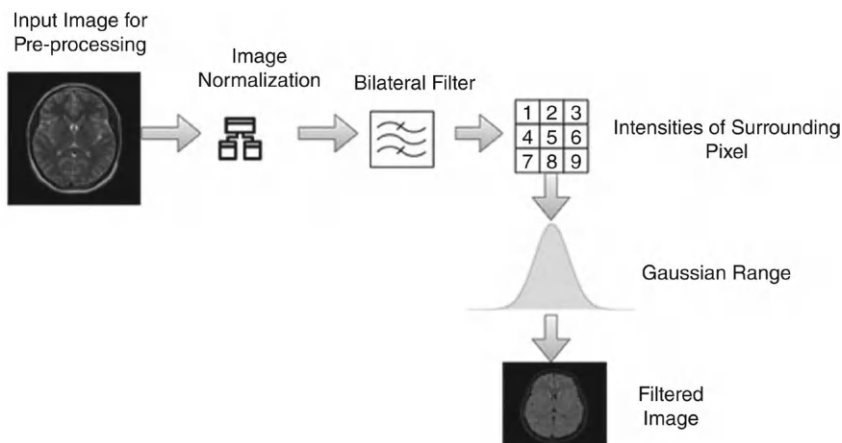 Input Image for
Pre-processing
Image
Normalization
Bilateral Filter
1 2 3
4 5 6
7 8 9
Intensities of Surrounding
Pixel
Gaussian Range
Filtered
Image